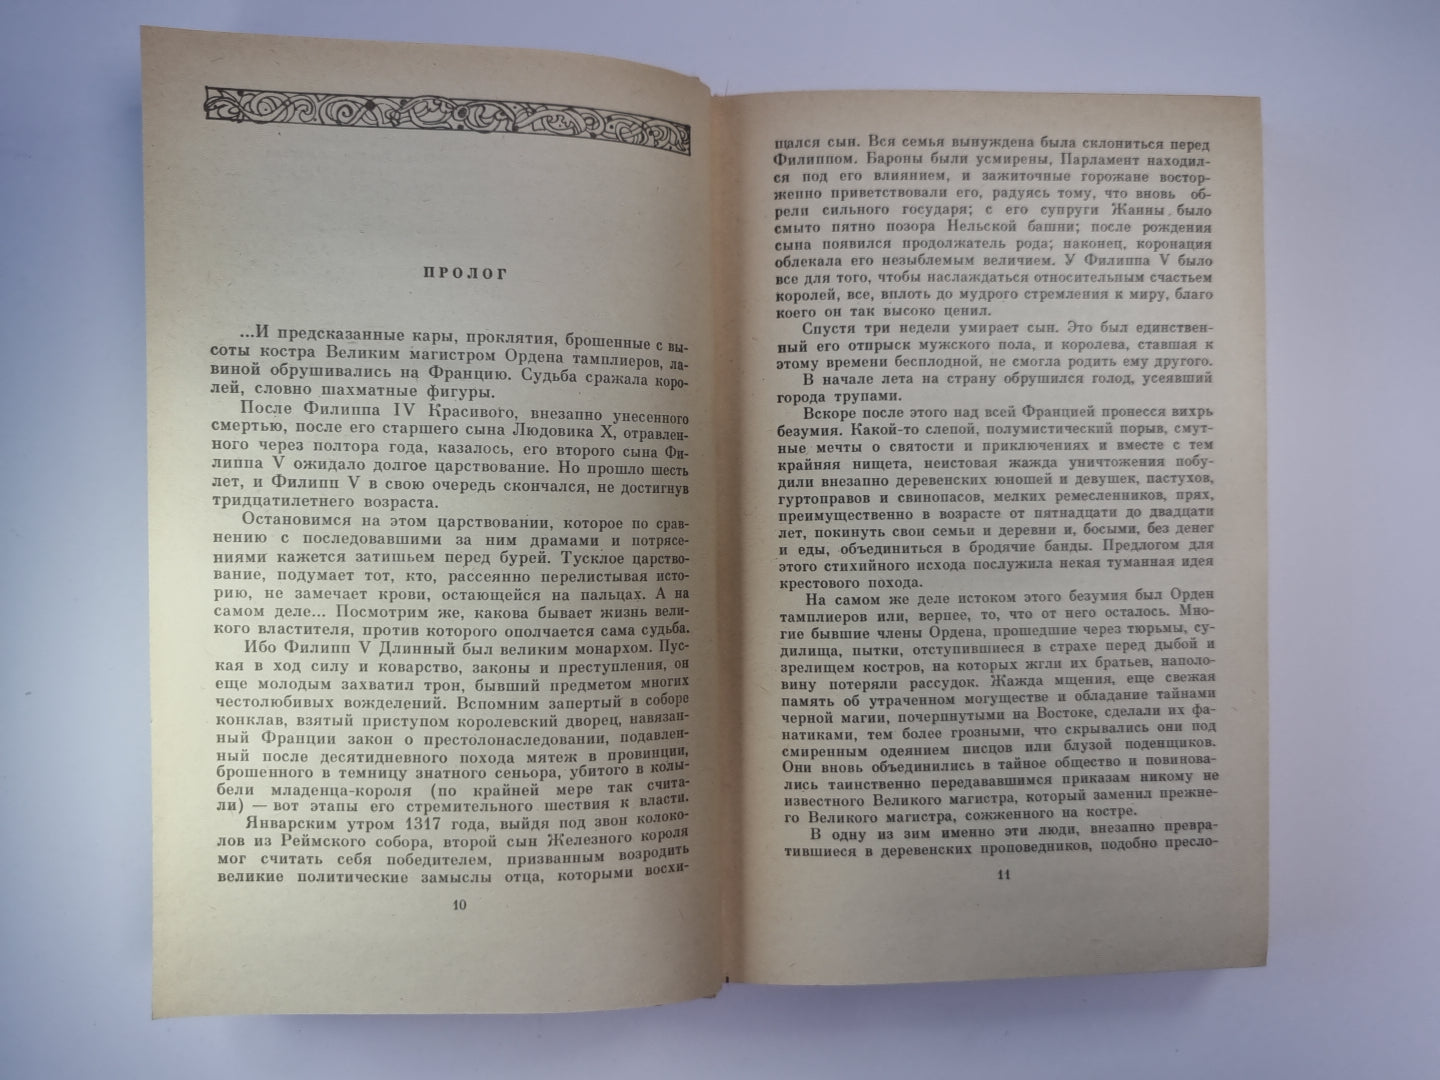 ПРОЛОГ
...И предсказанные кары, проклятия, брошенные с вы-
соты костра Великим магистром Ордена тамплиеров, ла-
виной обрушивались на Францию. Судьба сражала коро-
лей, словно шахматные фигуры.
После Филиппа IV Красивого, внезапно унесенного
смертью, после его старшего сына Людовика X, отравлен-
ного через полтора года, казалось, его второго сына Фи-
липпа V ожидало долгое царствование. Но прошло шесть
лет, и Филипп V в свою очередь скончался, не достигнув
тридцатилетнего возраста.
Остановимся на этом царствовании, которое по срав-
нению с последовавшими за ним драмами и потрясе-
ниями кажется затишьем перед бурей. Тусклое царство-
вание, подумает тот, кто, рассеянно перелистывая исто-
рию, не замечает крови, остающейся на пальцах. А на
самом деле... Посмотрим же, какова бывает жизнь вели-
кого властителя, против которого ополчается сама судьба.
Ибо Филипп V Длинный был великим монархом. Пус-
кая в ход силу и коварство, законы и преступления, он
еще молодым захватил трон, бывший предметом многих
честолюбивых вожделений. Вспомним запертый в соборе
конклав, взятый приступом королевский дворец, навязан-
ный Франции закон о престолонаследовании, подавлен-
ный после десятидневного похода мятеж в провинции,
брошенного в темницу знатного сеньора, убитого в колы-
бели младенца-короля (по крайней мере так счита-
ли) — вот этапы его стремительного шествия к власти.
Январским утром 1317 года, выйдя под звон колоко-
лов из Реймского собора, второй сын Железного короля
мог считать себя победителем, призванным возродить
великие политические замыслы отца, которыми восхи-
10
щался сын. Вся семья вынуждена была склониться перед
Филиппом. Бароны были усмирены, Парламент находил-
ся под его влиянием, и зажиточные горожане востор-
женно приветствовали его, радуясь тому, что вновь об-
рели сильного государя; с его супруги Жанны было
смыто пятно позора Нельской башни; после рождения
сына появился продолжатель рода; наконец, коронация
облекала его незыблемым величием. У Филиппа V было
все для того, чтобы наслаждаться относительным счастьем
королей, все, вплоть до мудрого стремления к миру, благо
коего он так высоко ценил.
Спустя три недели умирает сын. Это был единствен-
ный его отпрыск мужского пола, и королева, ставшая к
этому времени бесплодной, не смогла родить ему другого.
В начале лета на страну обрушился голод, усеявший
города трупами.
Вскоре после этого над всей Францией пронесся вихрь
безумия. Какой-то слепой, полумистический порыв, смут-
ные мечты о святости и приключениях и вместе с тем
крайняя нищета, неистовая жажда уничтожения побу-
дили внезапно деревенских юношей и девушек, пастухов,
гуртоправов и свинопасов, мелких ремесленников, прях,
преимущественно в возрасте от пятнадцати до двадцати
лет, покинуть свои семьи и деревни и, босыми, без денег
и еды, объединиться в бродячие банды. Предлогом для
этого стихийного исхода послужила некая туманная идея
крестового похода.
На самом же деле истоком этого безумия был Орден
тамплиеров или, вернее, то, что от него осталось. Мно-
гие бывшие члены Ордена, прошедшие через тюрьмы, су-
дилища, пытки, отступившиеся в страхе перед дыбой и
зрелищем костров, на которых жгли их братьев, наполо-
вину потеряли рассудок. Жажда мщения, еще свежая
память об утраченном могуществе и обладание тайнами
черной магии, почерпнутыми на Востоке, сделали их фа-
натиками, тем более грозными, что скрывались они под
смиренным одеянием писцов или блузой поденщиков.
Они вновь объединились в тайное общество и повинова-
лись таинственно передававшимся приказам никому не
известного Великого магистра, который заменил прежне-
го Великого магистра, сожженного на костре.
В одну из зим именно эти люди, внезапно превра-
тившиеся в деревенских проповедников, подобно пресло-
11